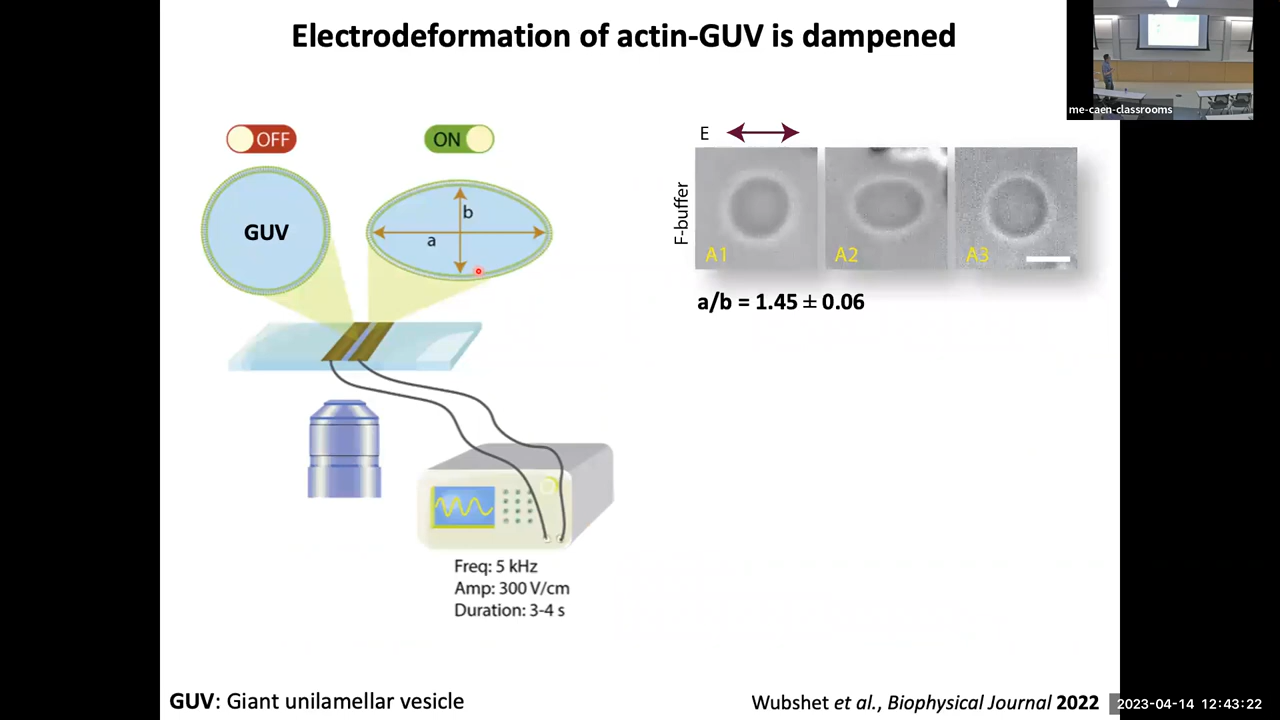 Electrodeformation of actin-GUV is dampened
me-caen-classrooms
OFF
ON
GUV
b
a
E
F-buffer
A1
A2
A3
a/b = 1.45 ± 0.06
Freq: 5 kHz
Amp: 300 V/cm
Duration: 3-4 s
GUV: Giant unilamellar vesicle
Wubshet et al., Biophysical Journal 2022
2023-04-14 12:43:22